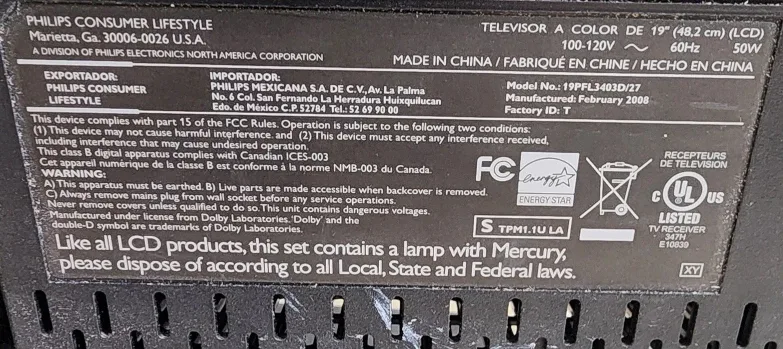 PHILIPS CONSUMER LIFESTYLE
Marietta, Ga. 30006-0026 U.S.A.
A DIVISION OF PHILIPS ELECTRONICS NORTH AMERICA CORPORATION
TELEVISOR A COLOR DE 19" (48,2 cm) (LCD)
100-120V ~ 60Hz 50W
MADE IN CHINA / FABRIQUÉ EN CHINE / HECHO EN CHINA
EXPORTADOR:
PHILIPS CONSUMER
LIFESTYLE
IMPORTADOR:
PHILIPS MEXICANA S.A. DE C.V., Av. La Palma
No. 6 Col. San Fernando La Herradura Huixquilucan
Edo. de México C.P. 52784 Tel.: 52 69 90 00
Model No.: 19PFL3403D/27
Manufactured: February 2008
Factory ID: T
This device complies with part 15 of the FCC Rules. Operation is subject to the following two conditions:
(1) This device may not cause harmful interference. and (2) This device must accept any interference received,
including interference that may cause undesired operation.
This class B digital apparatus complies with Canadian ICES-003
Cet appareil numérique de la classe B est conforme à la norme NMB-003 du Canada.
WARNING:
A) This apparatus must be earthed. B) Live parts are made accessible when backcover is removed.
C) Always remove mains plug from wall socket before any service operations.
Never remove covers unless qualified to do so. This unit contains dangerous voltages.
Manufactured under license from Dolby Laboratories. 'Dolby' and the
double-D symbol are trademarks of Dolby Laboratories.
Like all LCD products, this set contains a lamp with Mercury,
please dispose of according to all Local, State and Federal laws.
FC
energy
ENERGY STAR
S TPM1.1U LA
RECEPTEURS
DE TELEVISION
C UL US
LISTED
TV RECEIVER
347H
E10839
XY